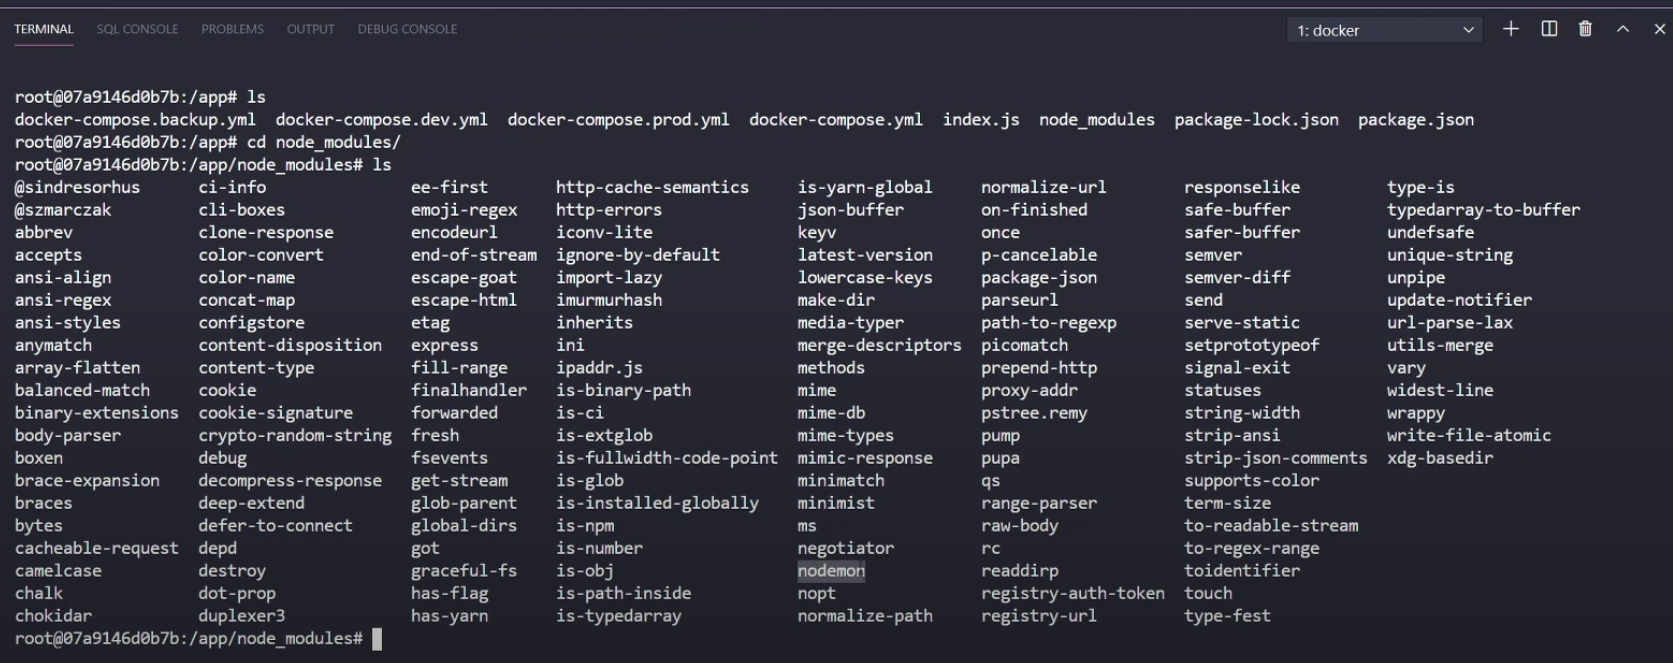 TERMINAL SQL CONSOLE PROBLEMS OUTPUT DEBUG CONSOLE 1: docker
root@07a9146d0b7b:/app# ls
docker-compose.backup.yml docker-compose.dev.yml docker-compose.prod.yml docker-compose.yml index.js node_modules package-lock.json package.json
root@07a9146d0b7b:/app# cd node_modules/
root@07a9146d0b7b:/app/node_modules# ls
@sindresorhus ci-info ee-first http-cache-semantics is-yarn-global normalize-url responselike type-is
@szmarczak cli-boxes emoji-regex http-errors json-buffer on-finished safe-buffer typedarray-to-buffer
abbrev clone-response encodeurl iconv-lite keyv once safer-buffer undefsafe
accepts color-convert end-of-stream ignore-by-default latest-version p-cancelable semver unique-string
ansi-align color-name escape-goat import-lazy lowercase-keys package-json semver-diff unpipe
ansi-regex concat-map escape-html imurmurhash make-dir parseurl send update-notifier
ansi-styles configstore etag inherits media-typer path-to-regexp serve-static url-parse-lax
anymatch content-disposition express ini merge-descriptors picomatch setprototypeof utils-merge
array-flatten content-type fill-range ipaddr.js methods prepend-http signal-exit vary
balanced-match cookie finalhandler is-binary-path mime proxy-addr statuses widest-line
binary-extensions cookie-signature forwarded is-ci mime-db pstree.remy string-width wrappy
body-parser crypto-random-string fresh is-extglob mime-types pump strip-ansi write-file-atomic
boxen debug fsevents is-fullwidth-code-point mimic-response pupa strip-json-comments xdg-basedir
brace-expansion decompress-response get-stream is-glob minimatch qs supports-color
braces deep-extend glob-parent is-installed-globally minimist range-parser term-size
bytes defer-to-connect global-dirs is-npm ms raw-body to-readable-stream
cacheable-request depd got is-number negotiator rc to-regex-range
camelcase destroy graceful-fs is-obj nodemon readdirp toidentifier
chalk dot-prop has-flag is-path-inside nopt registry-auth-token touch
chokidar duplexer3 has-yarn is-typedarray normalize-path registry-url type-fest
root@07a9146d0b7b:/app/node_modules#